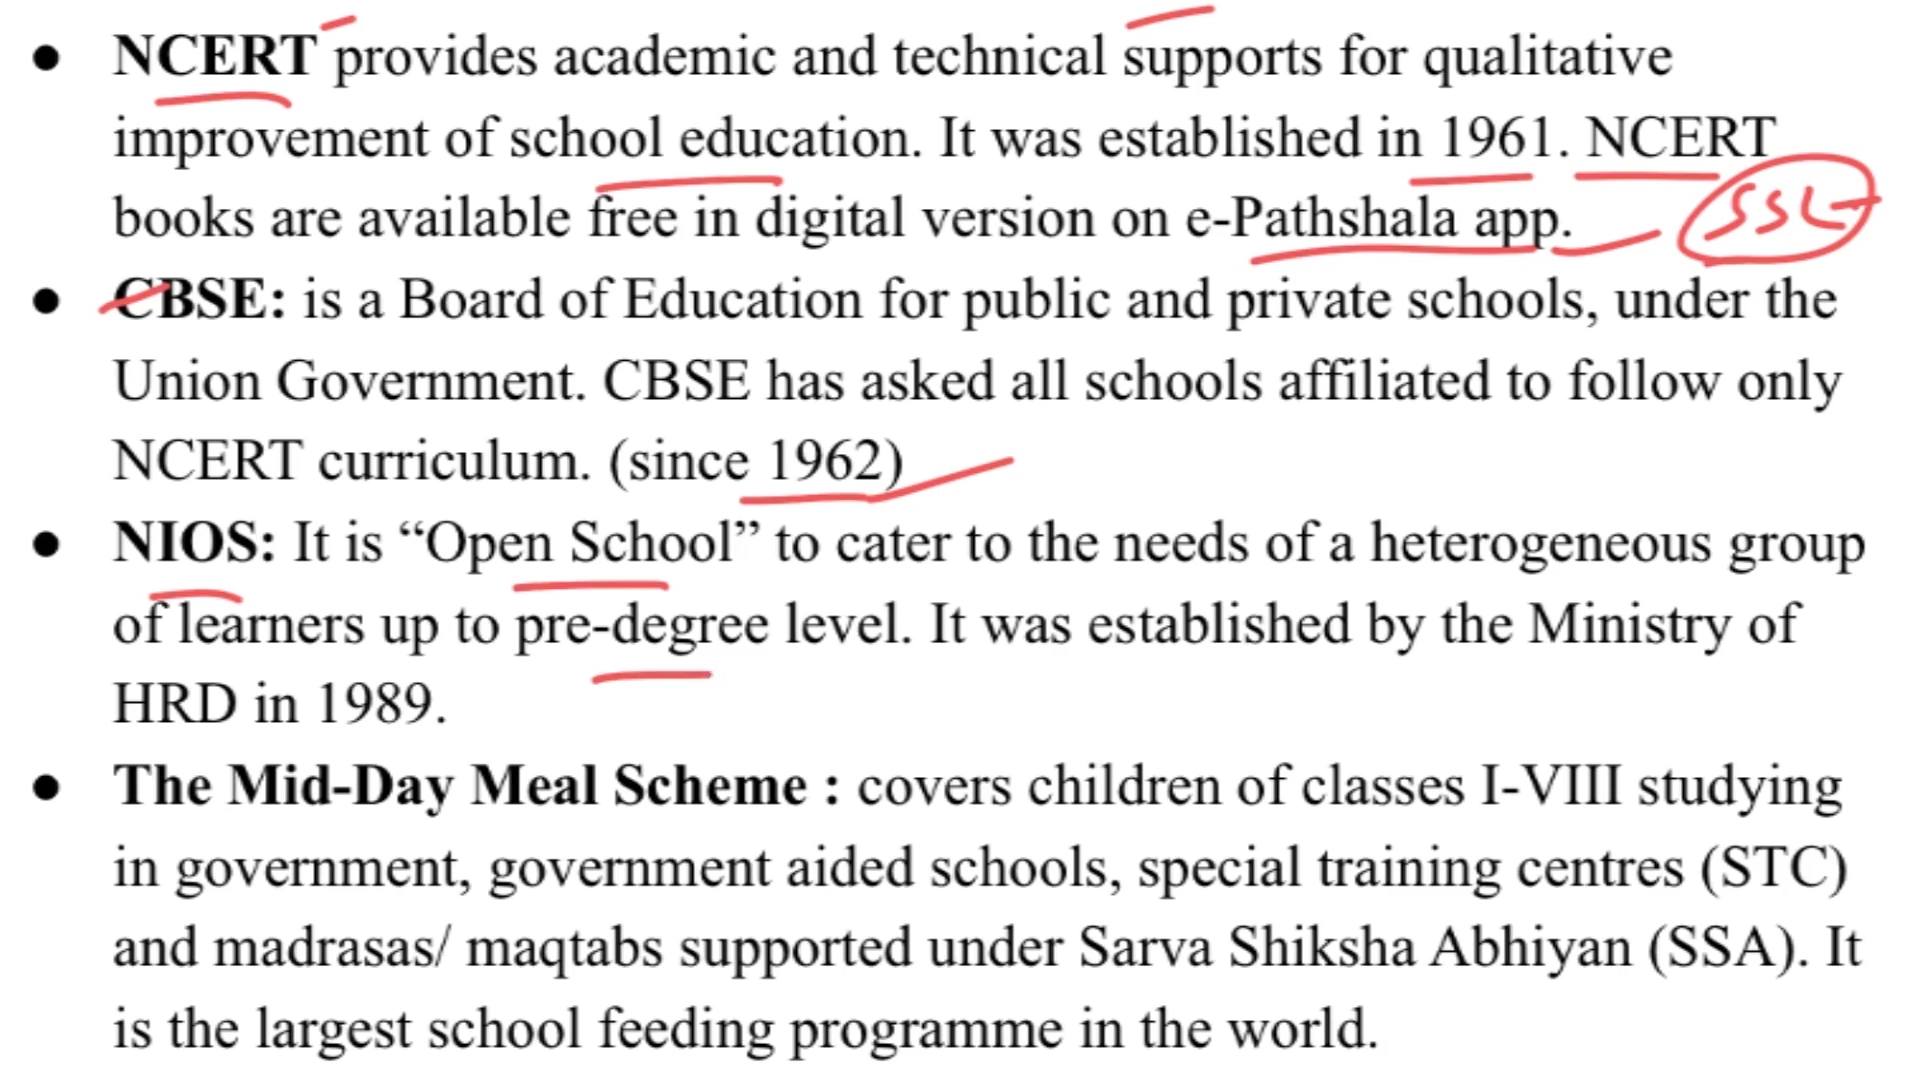 ● NCERT provides academic and technical supports for qualitative
improvement of school education. It was established in 1961. NCERT
books are available free in digital version on e-Pathshala app.
● CBSE: is a Board of Education for public and private schools, under the
Union Government. CBSE has asked all schools affiliated to follow only
NCERT curriculum. (since 1962)
● NIOS: It is “Open School” to cater to the needs of a heterogeneous group
of learners up to pre-degree level. It was established by the Ministry of
HRD in 1989.
● The Mid-Day Meal Scheme : covers children of classes I-VIII studying
in government, government aided schools, special training centres (STC)
and madrasas/ maqtabs supported under Sarva Shiksha Abhiyan (SSA). It
is the largest school feeding programme in the world.